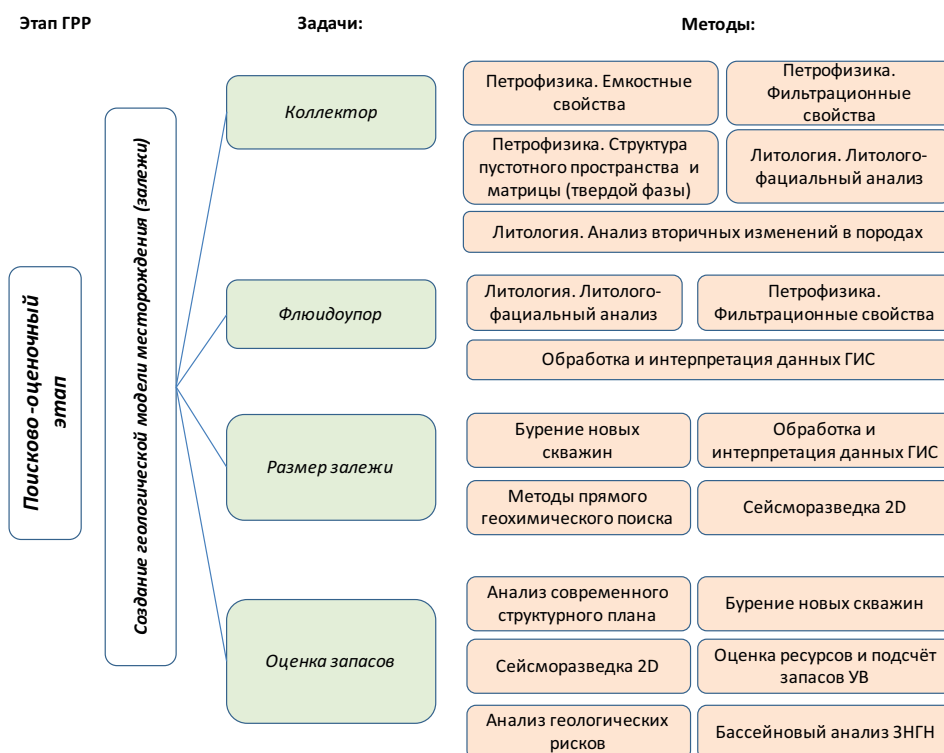 Этап ГРР
Задачи:
Методы:
Поисково-оценочный
этап
Создание геологической модели месторождения (залежи)
Коллектор
Петрофизика. Емкостные
свойства
Петрофизика.
Фильтрационные
свойства
Петрофизика. Структура
пустотного пространства и
матрицы (твердой фазы)
Литология. Литолого-
фациальный анализ
Литология. Анализ вторичных изменений в породах
Флюидоупор
Литология. Литолого-
фациальный анализ
Петрофизика.
Фильтрационные свойства
Обработка и интерпретация данных ГИС
Размер залежи
Бурение новых
скважин
Обработка и
интерпретация данных ГИС
Методы прямого
геохимического поиска
Сейсморазведка 2D
Оценка запасов
Анализ современного
структурного плана
Бурение новых скважин
Сейсморазведка 2D
Оценка ресурсов и подсчёт
запасов УВ
Анализ геологических
рисков
Бассейновый анализ ЗНГН